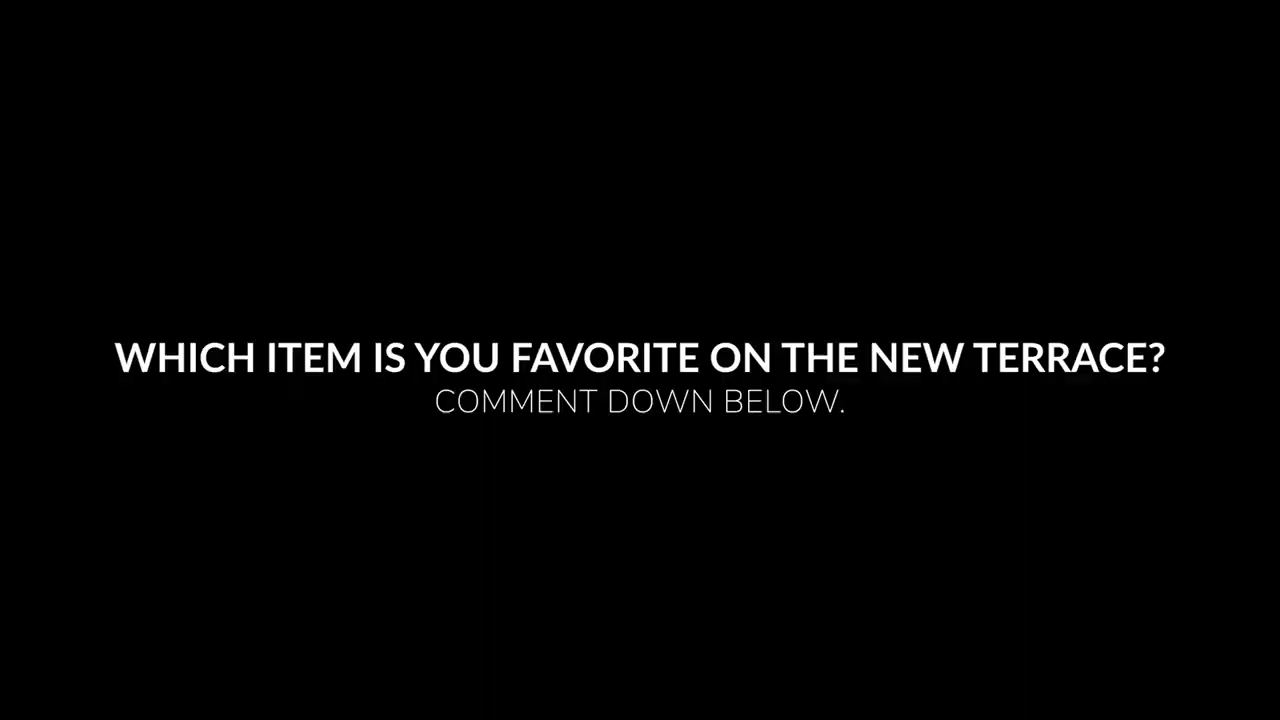 WHICH ITEM IS YOU FAVORITE ON THE NEW TERRACE?
COMMENT DOWN BELOW.